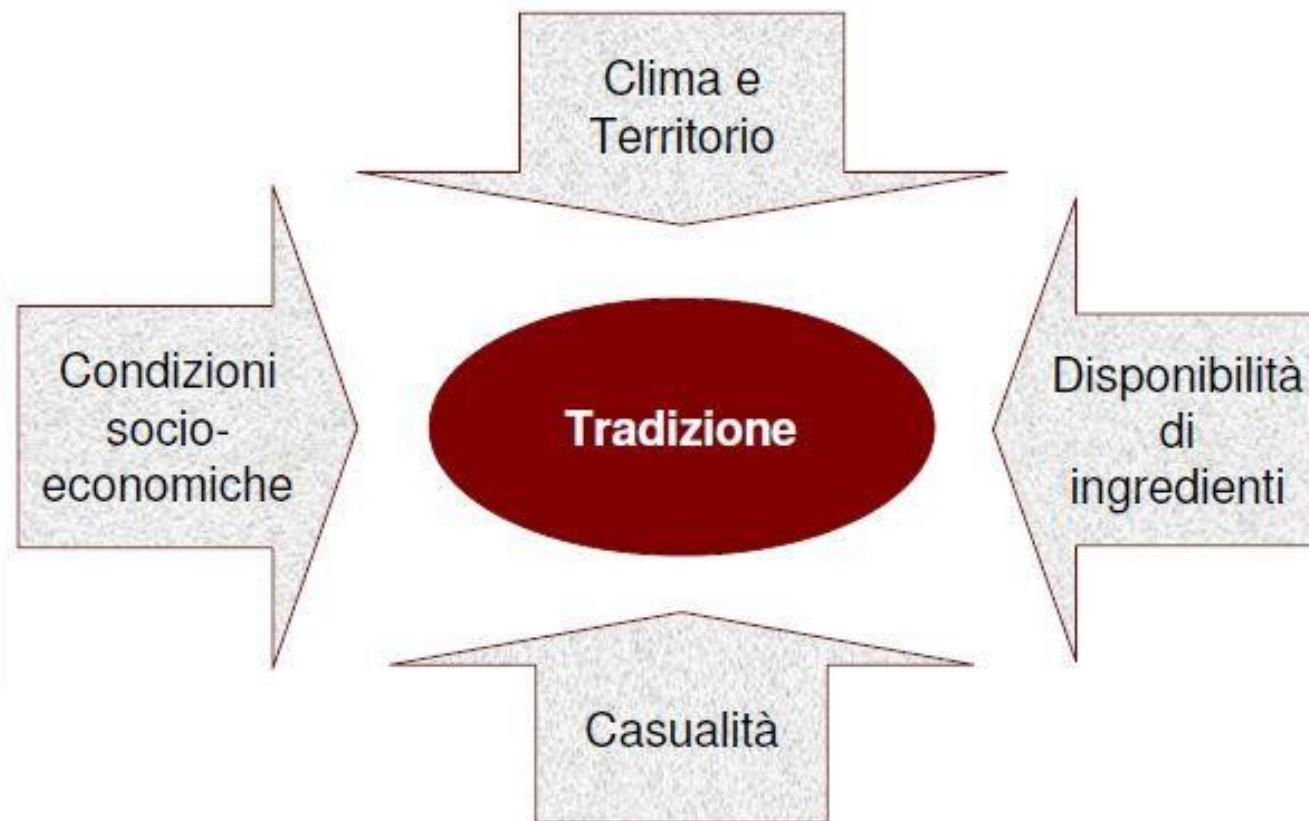 Clima e
Territorio
Condizioni
socio-
economiche
Tradizione
Disponibilità
di
ingredienti
Casualità